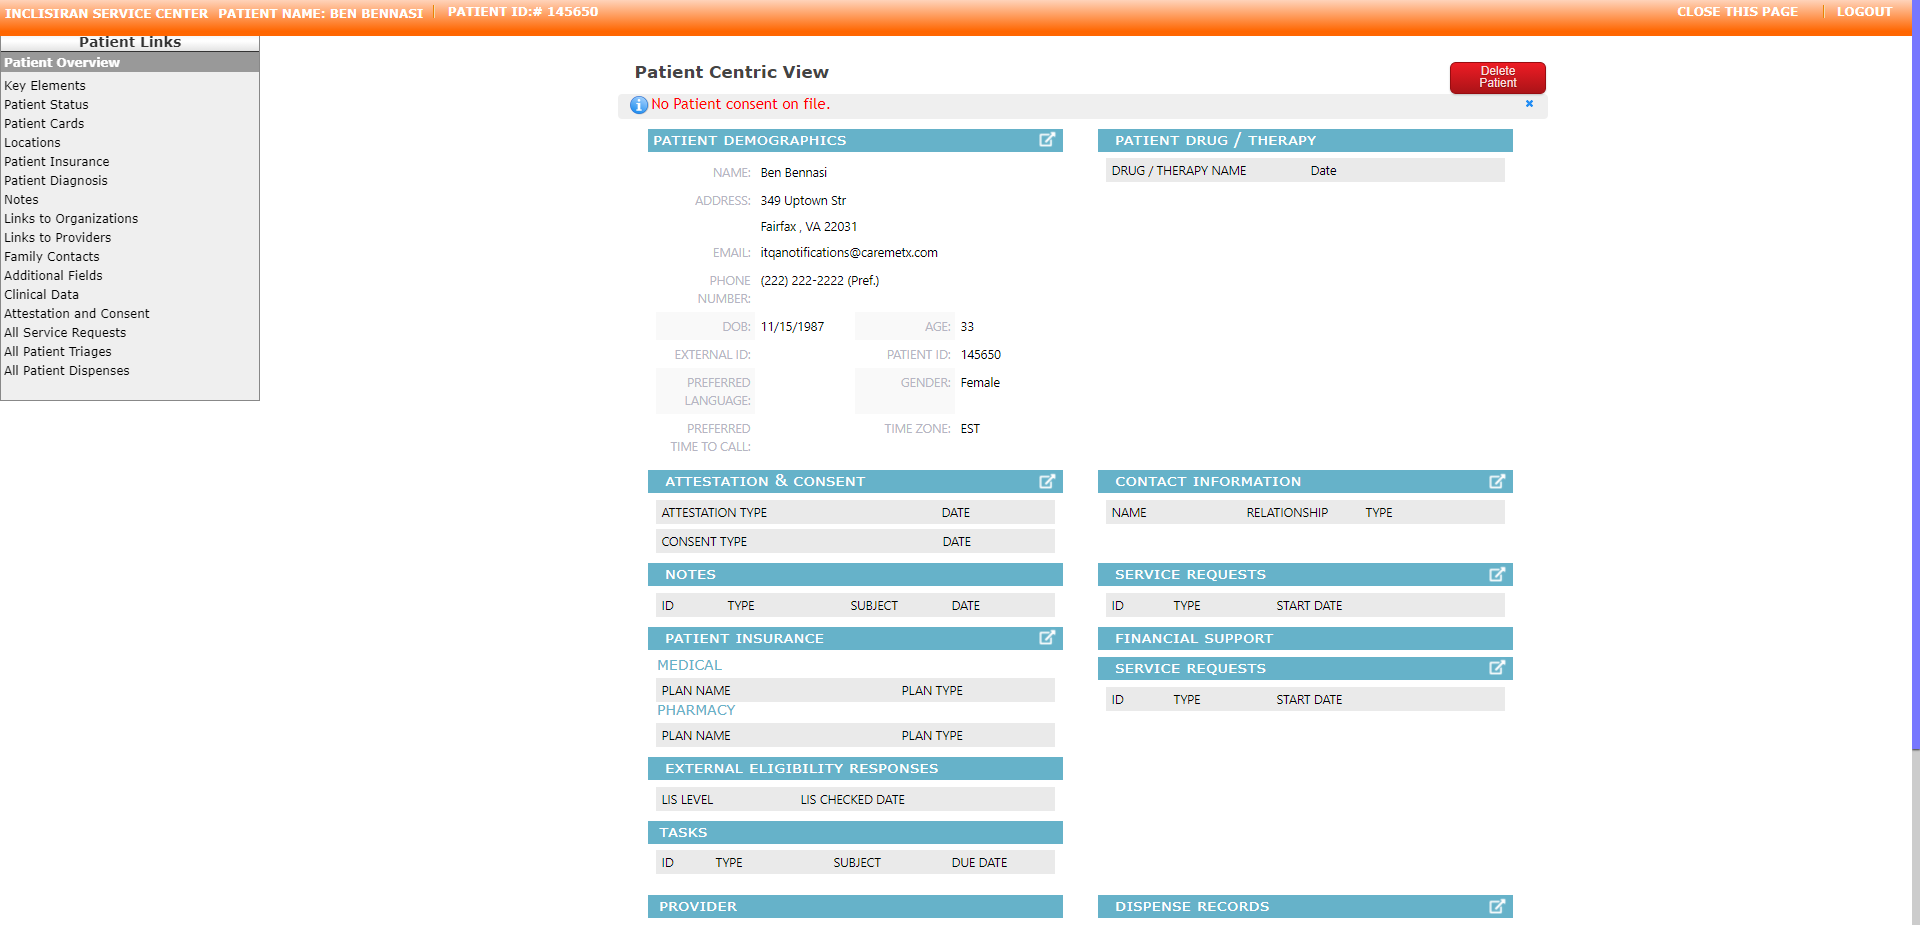 INCLISIRAN SERVICE CENTER PATIENT NAME: BEN BENNASI PATIENT ID:# 145650 CLOSE THIS PAGE LOGOUT
Patient Links
Patient Overview
Key Elements
Patient Status
Patient Cards
Locations
Patient Insurance
Patient Diagnosis
Notes
Links to Organizations
Links to Providers
Family Contacts
Additional Fields
Clinical Data
Attestation and Consent
All Service Requests
All Patient Triages
All Patient Dispenses
Patient Centric View
Delete
Patient
No Patient consent on file.
PATIENT DEMOGRAPHICS
NAME: Ben Bennasi
ADDRESS: 349 Uptown Str
Fairfax , VA 22031
EMAIL: itqanotifications@caremetx.com
PHONE (222) 222-2222 (Pref.)
NUMBER:
DOB: 11/15/1987 AGE: 33
EXTERNAL ID: PATIENT ID: 145650
PREFERRED GENDER: Female
LANGUAGE:
PREFERRED TIME ZONE: EST
TIME TO CALL:
PATIENT DRUG / THERAPY
DRUG / THERAPY NAME Date
ATTESTATION & CONSENT
ATTESTATION TYPE DATE
CONSENT TYPE DATE
CONTACT INFORMATION
NAME RELATIONSHIP TYPE
NOTES
ID TYPE SUBJECT DATE
SERVICE REQUESTS
ID TYPE START DATE
PATIENT INSURANCE
MEDICAL
PLAN NAME PLAN TYPE
PHARMACY
PLAN NAME PLAN TYPE
FINANCIAL SUPPORT
SERVICE REQUESTS
ID TYPE START DATE
EXTERNAL ELIGIBILITY RESPONSES
LIS LEVEL LIS CHECKED DATE
TASKS
ID TYPE SUBJECT DUE DATE
PROVIDER
DISPENSE RECORDS